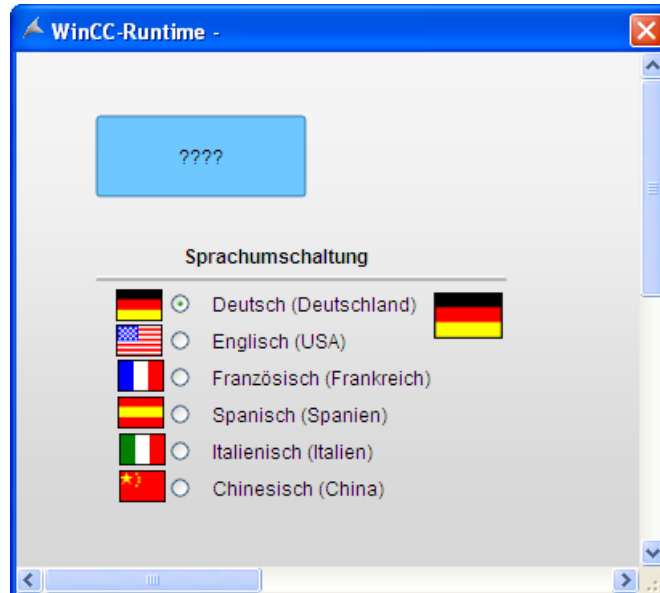 WinCC-Runtime -
????
Sprachumschaltung
Deutsch (Deutschland)
Englisch (USA)
Französisch (Frankreich)
Spanisch (Spanien)
Italienisch (Italien)
Chinesisch (China)